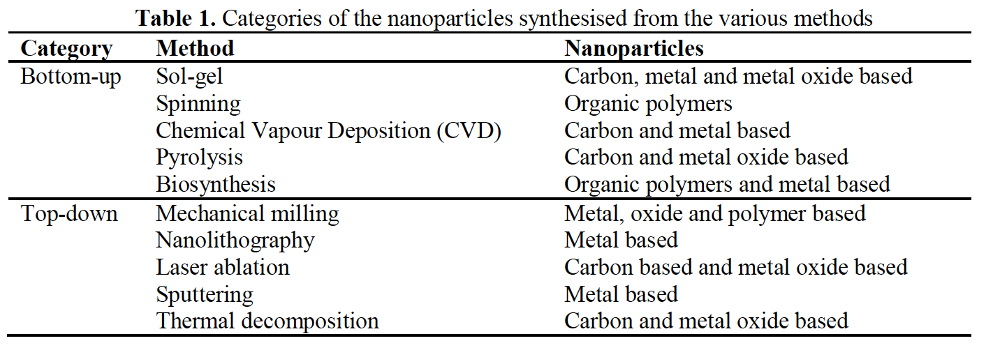 Table 1. Categories of the nanoparticles synthesised from the various methods
Category Method Nanoparticles
Bottom-up Sol-gel Carbon, metal and metal oxide based
Spinning Organic polymers
Chemical Vapour Deposition (CVD) Carbon and metal based
Pyrolysis Carbon and metal oxide based
Biosynthesis Organic polymers and metal based
Top-down Mechanical milling Metal, oxide and polymer based
Nanolithography Metal based
Laser ablation Carbon based and metal oxide based
Sputtering Metal based
Thermal decomposition Carbon and metal oxide based